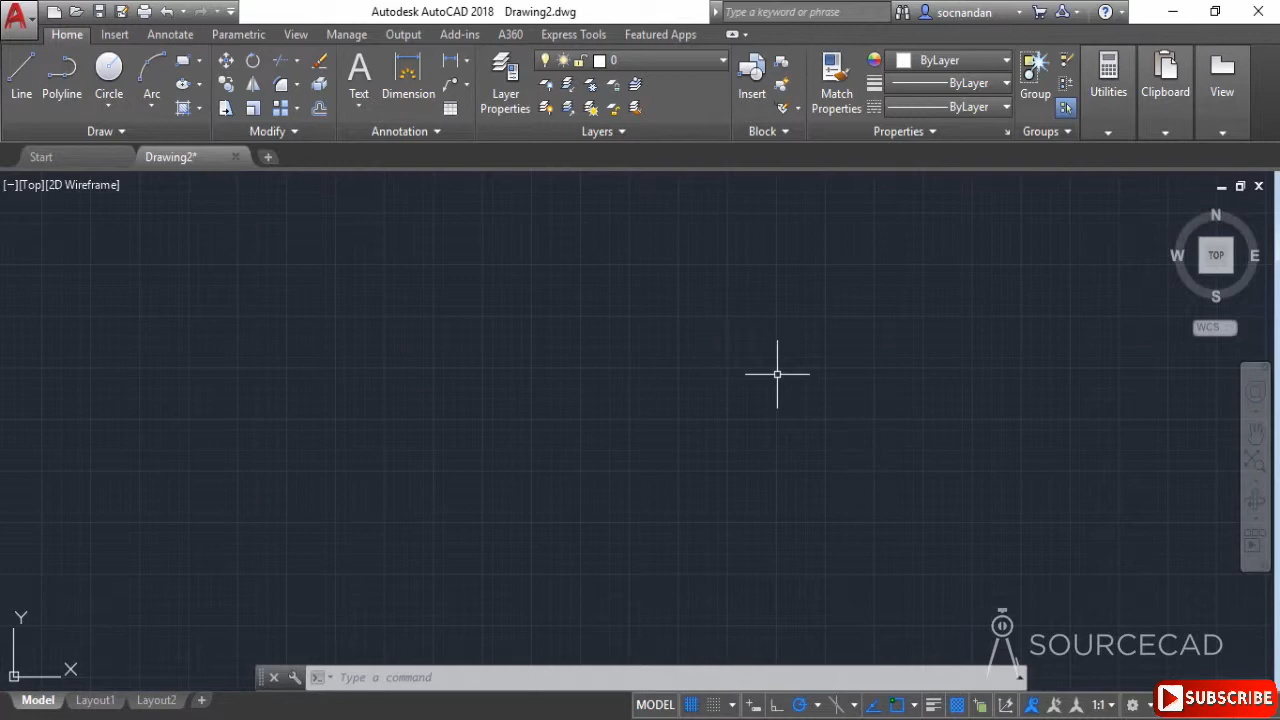 Autodesk AutoCAD 2018 Drawing2.dwg
Type a keyword or phrase
socnandan
Home Insert Annotate Parametric View Manage Output Add-ins A360 Express Tools Featured Apps
0
ByLayer
ByLayer
ByLayer
Line Polyline Circle Arc
Text Dimension
Layer Properties
Insert
Match Properties
Group
Utilities
Clipboard
View
Draw Modify Annotation Layers Block Properties Groups
Start Drawing2*
[−][Top][2D Wireframe]
N
W TOP E
S
WCS
Y
X
SOURCECAD
Type a command
Model Layout1 Layout2
MODEL
1:1
SUBSCRIBE